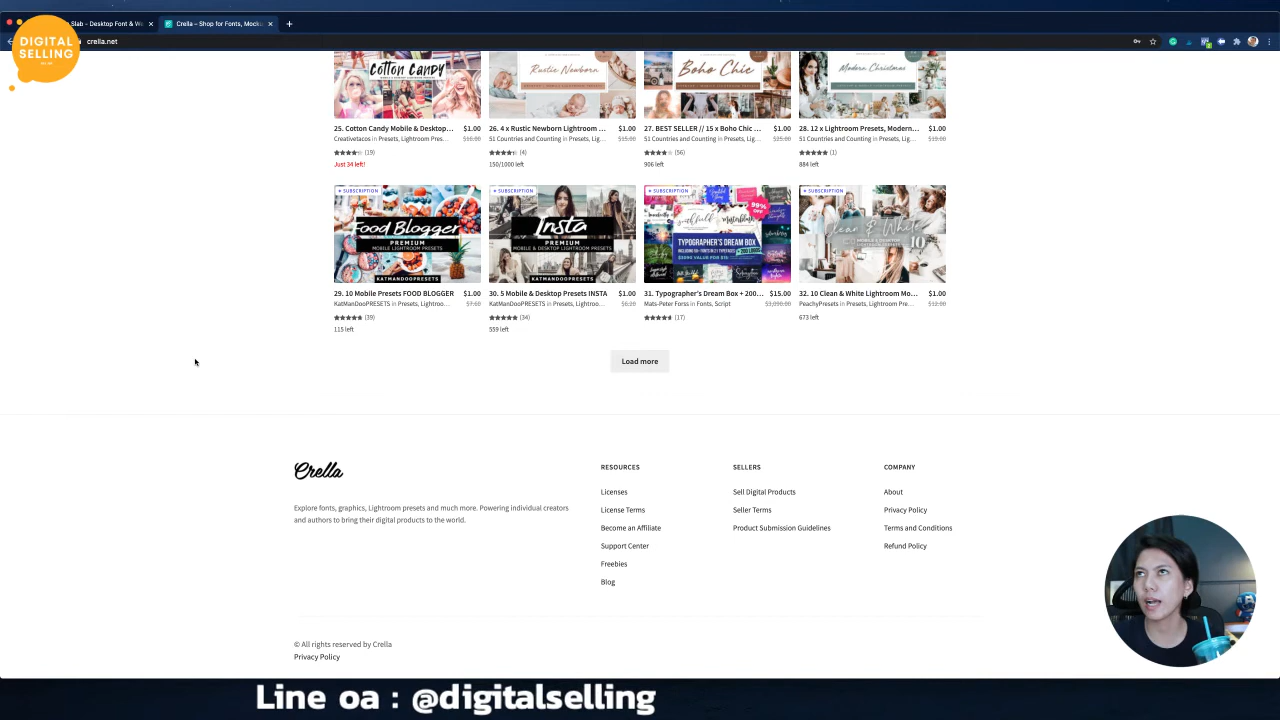 Slab - Desktop Font & W
Crella – Shop for Fonts, Mocku
crella.net
DIGITAL
SELLING
Cotton Candy
Rustic Newborn
Boho Chic
Modern Christmas
25. Cotton Candy Mobile & Desktop... $1.00
26. 4 x Rustic Newborn Lightroom ... $1.00
27. BEST SELLER // 15 x Boho Chic ... $1.00
28. 12 x Lightroom Presets, Modern... $1.00
Creativetacos in Presets, Lightroom Pres...
51 Countries and Counting in Presets, Lig... $15.00
51 Countries and Counting in Presets, Lig... $25.00
51 Countries and Counting in Presets, Lig... $19.00
(19)
(4)
(56)
(1)
Just 34 left!
150/1000 left
906 left
884 left
SUBSCRIPTION
SUBSCRIPTION
SUBSCRIPTION
SUBSCRIPTION
Food Blogger
PREMIUM
MOBILE LIGHTROOM PRESETS
KATMANDOOPRESETS
Insta
PREMIUM
MOBILE & DESKTOP LIGHTROOM PRESETS
KATMANDOOPRESETS
99%
OFF
TYPOGRAPHER'S DREAM BOX
Clean & White
10
29. 10 Mobile Presets FOOD BLOGGER $1.00
30. 5 Mobile & Desktop Presets INSTA $1.00
31. Typographer's Dream Box + 200... $15.00
32. 10 Clean & White Lightroom Mo... $1.00
KatManDooPRESETS in Presets, Lightroo...
KatManDooPRESETS in Presets, Lightroo...
Mats-Peter Forss in Fonts, Script
PeachyPresets in Presets, Lightroom Pre... $12.00
(39)
(34)
(17)
673 left
115 left
559 left
Load more
Crella
Explore fonts, graphics, Lightroom presets and much more. Powering individual creators
and authors to bring their digital products to the world.
RESOURCES
Licenses
License Terms
Become an Affiliate
Support Center
Freebies
Blog
SELLERS
Sell Digital Products
Seller Terms
Product Submission Guidelines
COMPANY
About
Privacy Policy
Terms and Conditions
Refund Policy
© All rights reserved by Crella
Privacy Policy
Line oa : @digitalselling